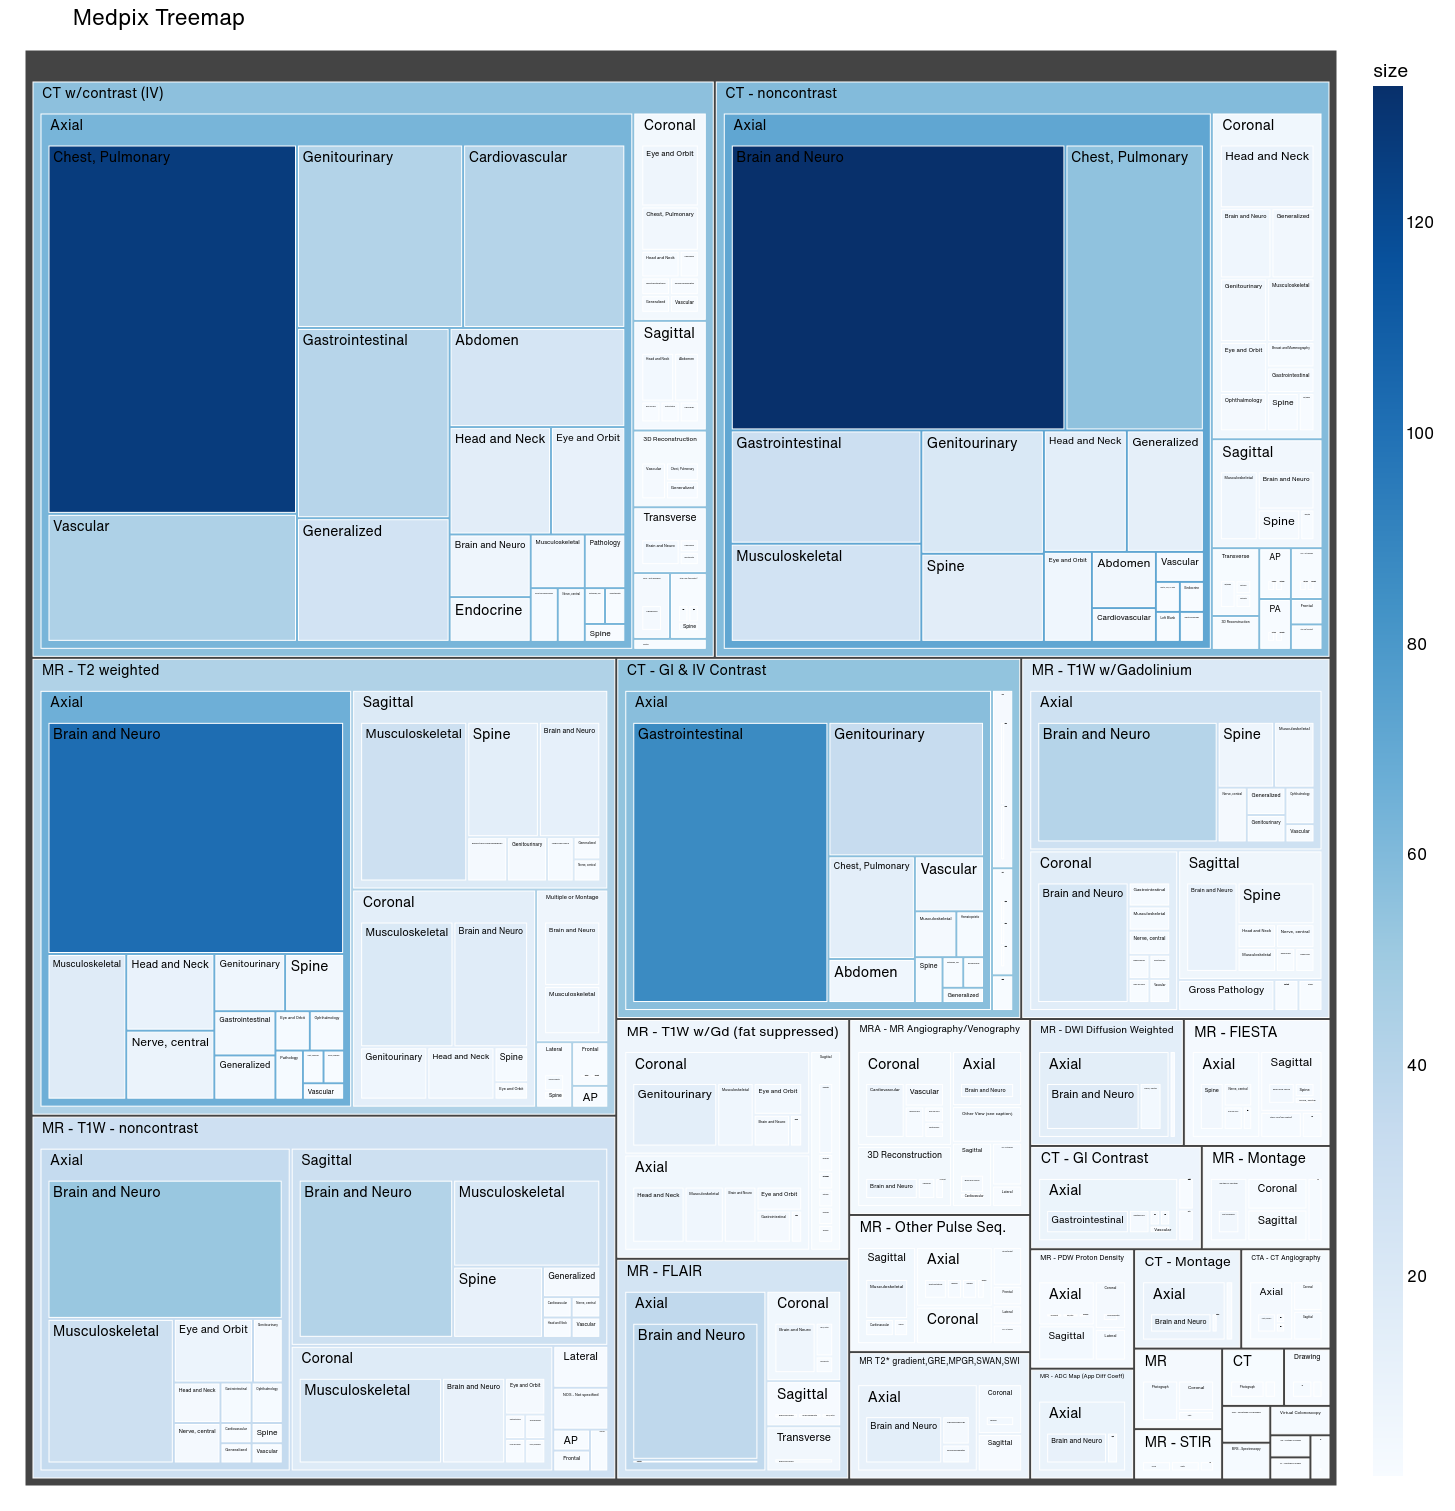 Medpix Treemap
size
120
100
80
60
40
20
CT w/contrast (IV)
Axial
Chest, Pulmonary
Genitourinary
Cardiovascular
Gastrointestinal
Abdomen
Head and Neck
Eye and Orbit
Vascular
Generalized
Brain and Neuro
Musculoskeletal
Pathology
Endocrine
Spine
Coronal
Eye and Orbit
Chest, Pulmonary
Head and Neck
Generalized
Vascular
Sagittal
Head and Neck
Abdomen
3D Reconstruction
Vascular
Chest, Pulmonary
Generalized
Transverse
Brain and Neuro
Spine
CT - noncontrast
Axial
Brain and Neuro
Chest, Pulmonary
Gastrointestinal
Genitourinary
Head and Neck
Generalized
Musculoskeletal
Spine
Eye and Orbit
Abdomen
Vascular
Cardiovascular
Endocrine
Coronal
Head and Neck
Brain and Neuro
Generalized
Genitourinary
Musculoskeletal
Eye and Orbit
Breast and Mammography
Gastrointestinal
Ophthalmology
Spine
Sagittal
Musculoskeletal
Brain and Neuro
Spine
Transverse
AP
3D Reconstruction
PA
Frontal
MR - T2 weighted
Axial
Brain and Neuro
Musculoskeletal
Head and Neck
Genitourinary
Spine
Nerve, central
Gastrointestinal
Eye and Orbit
Ophthalmology
Generalized
Pathology
Vascular
Sagittal
Musculoskeletal
Spine
Brain and Neuro
Genitourinary
Generalized
Nerve, central
Coronal
Musculoskeletal
Brain and Neuro
Genitourinary
Head and Neck
Spine
Eye and Orbit
Multiple or Montage
Brain and Neuro
Musculoskeletal
Lateral
Spine
Frontal
AP
CT - GI & IV Contrast
Axial
Gastrointestinal
Genitourinary
Chest, Pulmonary
Vascular
Musculoskeletal
Abdomen
Spine
Generalized
MR - T1W w/Gadolinium
Axial
Brain and Neuro
Spine
Musculoskeletal
Nerve, central
Generalized
Ophthalmology
Genitourinary
Vascular
Coronal
Brain and Neuro
Gastrointestinal
Musculoskeletal
Nerve, central
Vascular
Sagittal
Brain and Neuro
Spine
Head and Neck
Nerve, central
Musculoskeletal
Gross Pathology
MR - T1W - noncontrast
Axial
Brain and Neuro
Musculoskeletal
Eye and Orbit
Genitourinary
Head and Neck
Gastrointestinal
Ophthalmology
Nerve, central
Cardiovascular
Spine
Generalized
Vascular
Sagittal
Brain and Neuro
Musculoskeletal
Spine
Generalized
Cardiovascular
Nerve, central
Head and Neck
Vascular
Coronal
Musculoskeletal
Brain and Neuro
Eye and Orbit
Lateral
NOS - Not specified
AP
Frontal
MR - T1W w/Gd (fat suppressed)
Coronal
Genitourinary
Musculoskeletal
Eye and Orbit
Brain and Neuro
Axial
Head and Neck
Musculoskeletal
Brain and Neuro
Eye and Orbit
Gastrointestinal
Sagittal
MR - FLAIR
Axial
Brain and Neuro
Coronal
Brain and Neuro
Sagittal
Transverse
MRA - MR Angiography/Venography
Coronal
Cardiovascular
Vascular
Axial
Brain and Neuro
Other View (see caption)
3D Reconstruction
Brain and Neuro
Sagittal
Cardiovascular
Lateral
MR - Other Pulse Seq.
Sagittal
Musculoskeletal
Cardiovascular
Axial
Coronal
Frontal
Lateral
MR T2* gradient,GRE,MPGR,SWAN,SWI
Axial
Brain and Neuro
Coronal
Sagittal
MR - DWI Diffusion Weighted
Axial
Brain and Neuro
MR - FIESTA
Axial
Spine
Nerve, central
Sagittal
Spine
CT - GI Contrast
Axial
Gastrointestinal
Vascular
MR - Montage
Coronal
Sagittal
MR - PDW Proton Density
Axial
Sagittal
Coronal
Lateral
CT - Montage
Axial
Brain and Neuro
CTA - CT Angiography
Axial
Coronal
Sagittal
MR - ADC Map (App Diff Coeff)
Axial
Brain and Neuro
MR
Photograph
Coronal
CT
Photograph
Drawing
MR - STIR
Virtual Colonoscopy
MRS - Spectroscopy